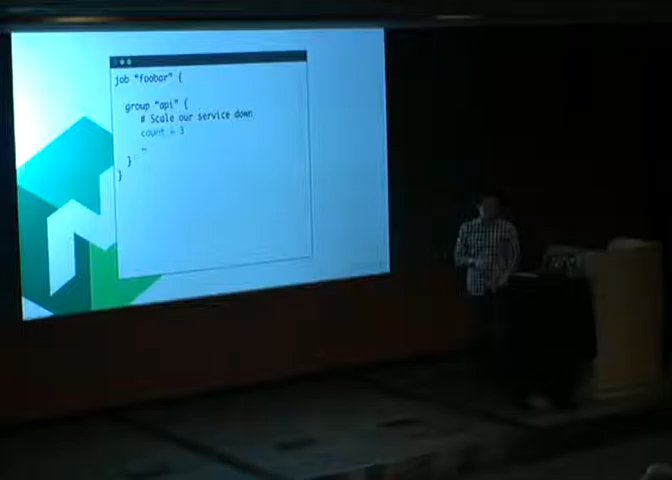 job "foobar" {
group "api" {
# Scale our service down
count = 3
…
}
}